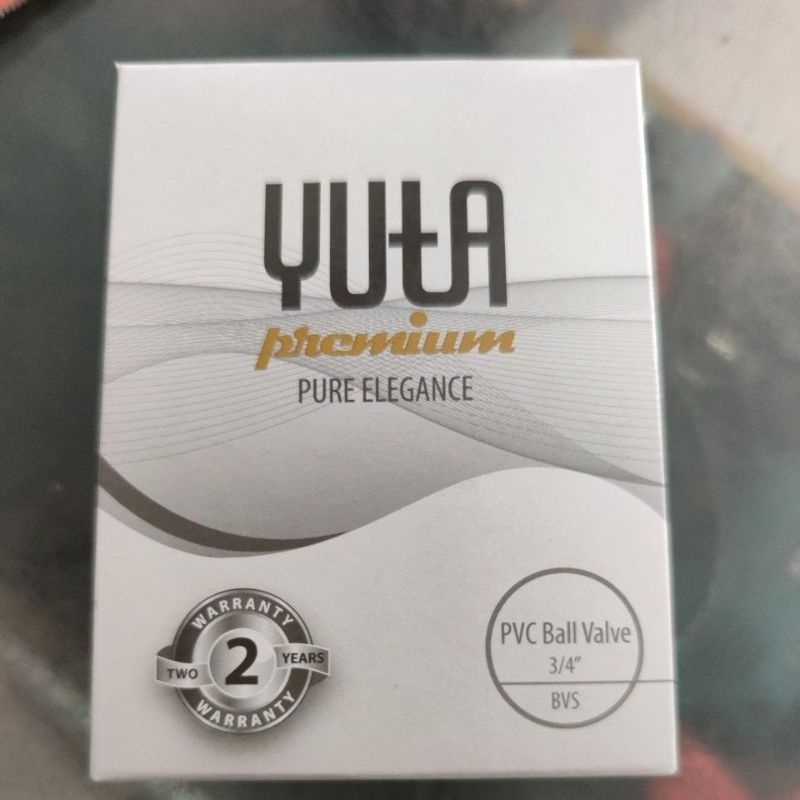 YUtA
premium
PURE ELEGANCE
WARRANTY
TWO 2 YEARS
WARRANTY
PVC Ball Valve
3/4"
BVS